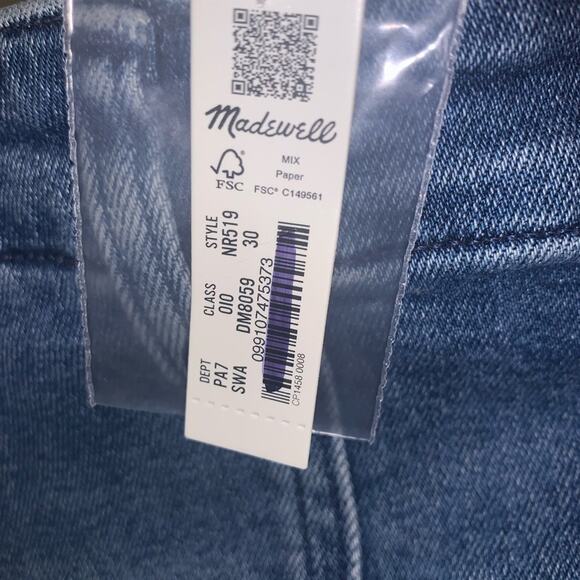 Madewell
FSC
MIX
Paper
FSC® C149561
DEPT CLASS STYLE
PA7 010 NR519
SWA DM8059 30
099107475373
CP1458 0008